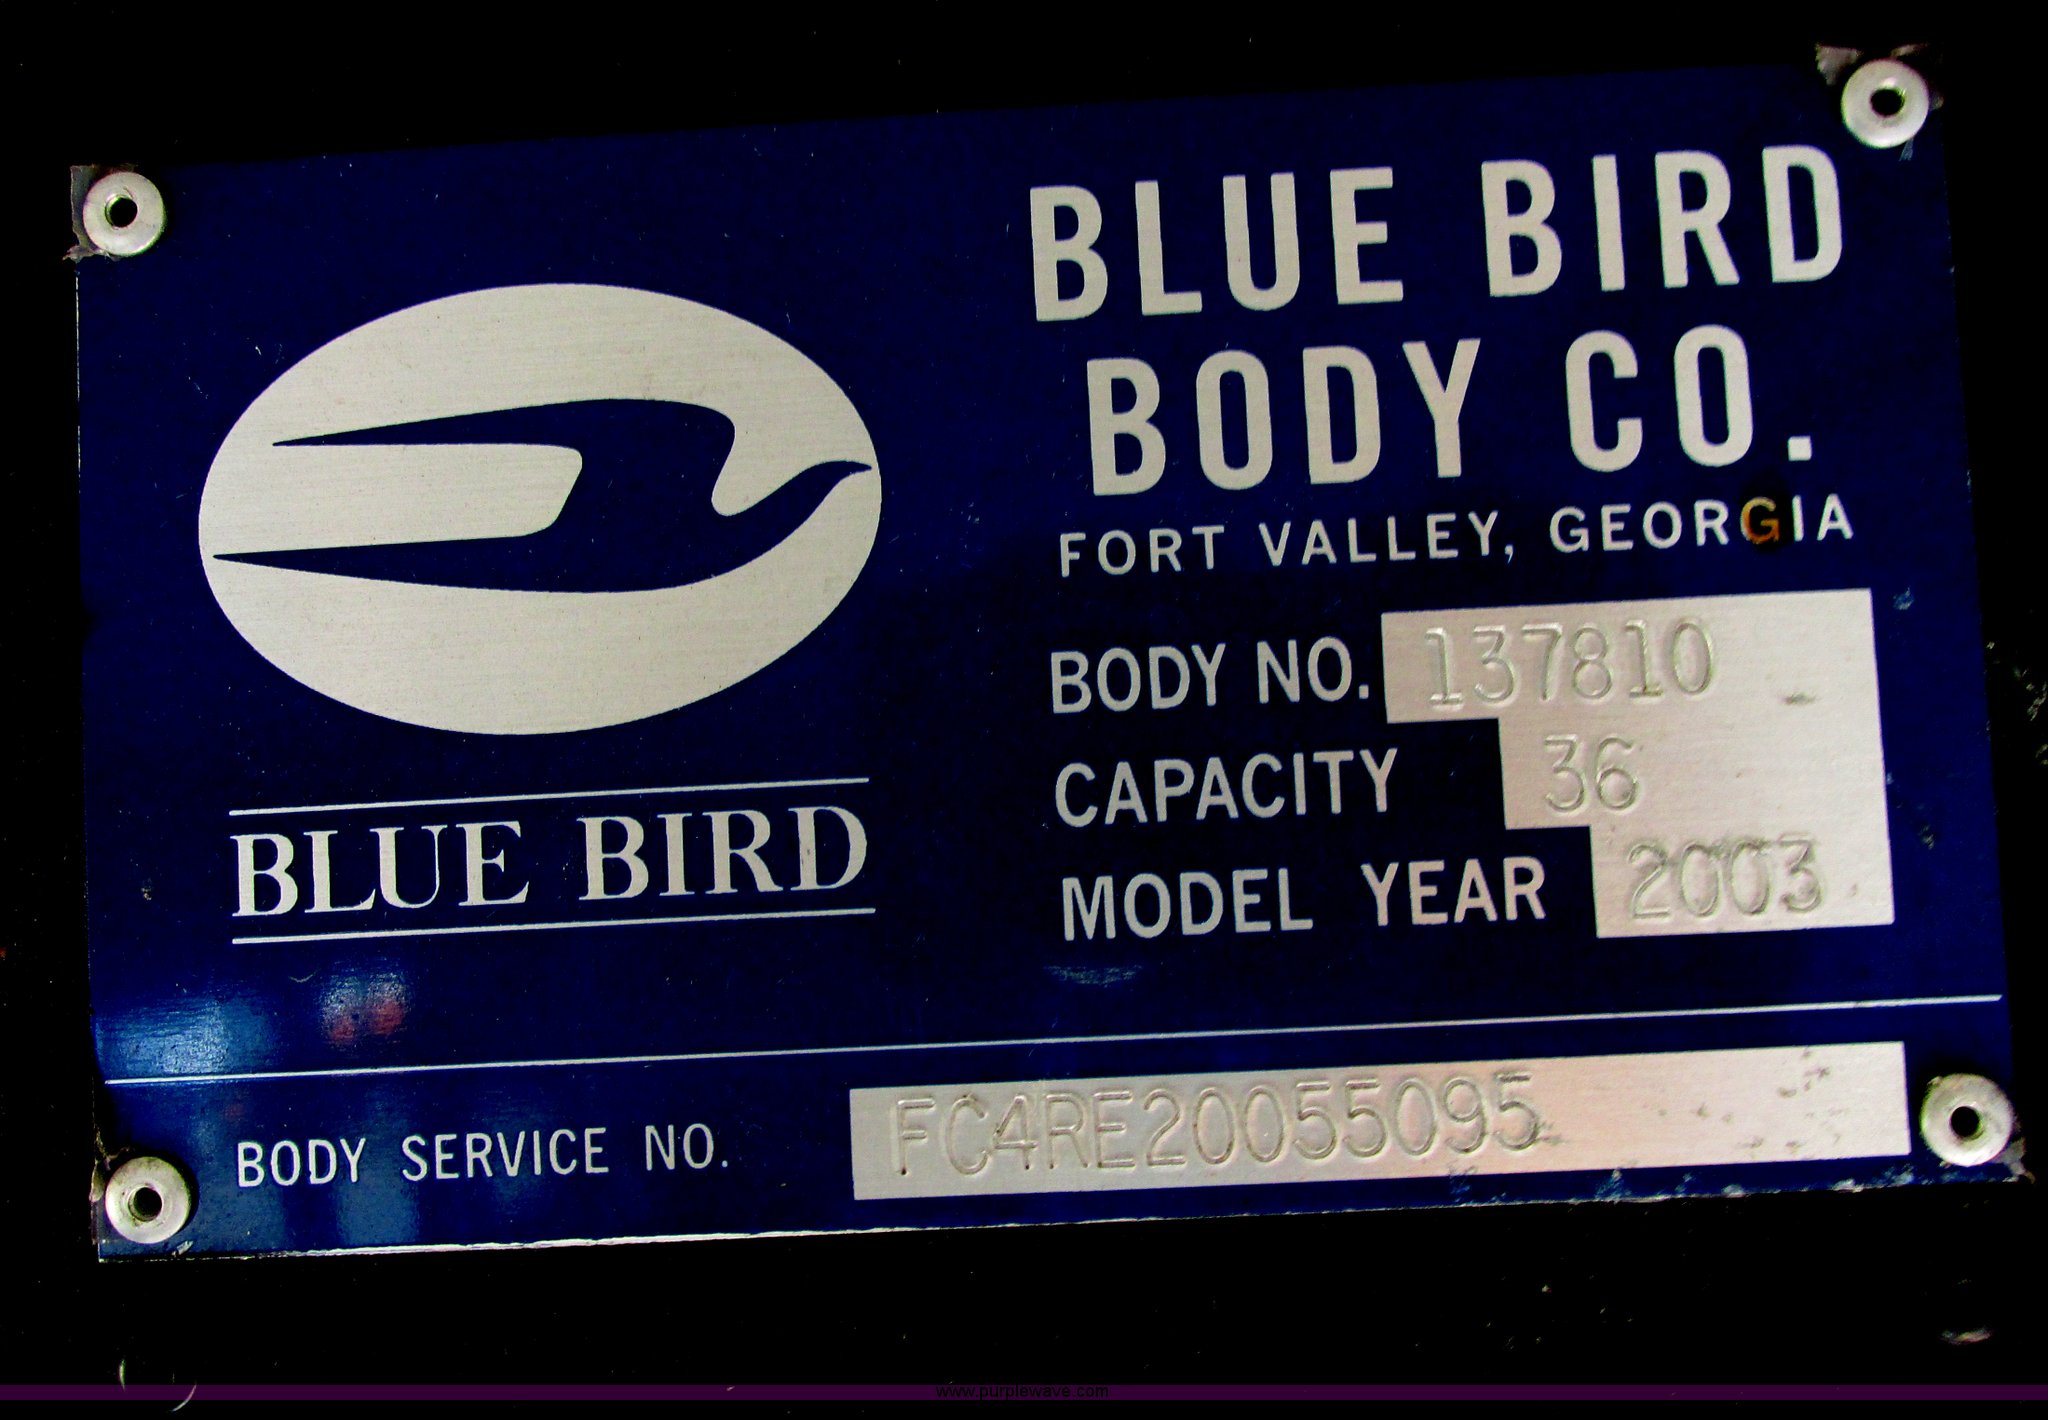 BLUE BIRD
BODY CO.
FORT VALLEY, GEORGIA
BODY NO. 137810
CAPACITY 36
MODEL YEAR 2003
BLUE BIRD
BODY SERVICE NO. FC4RE20055095
www.purplewave.com